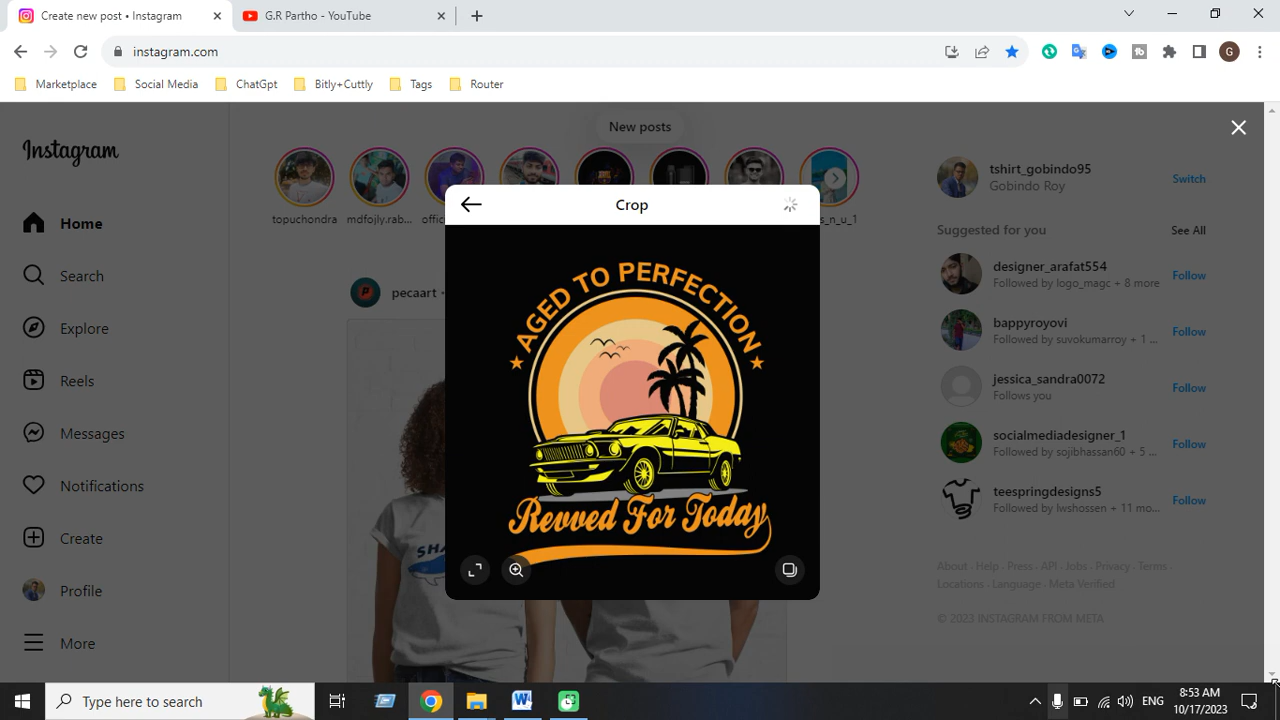 Create new post • Instagram
G.R Partho - YouTube
instagram.com
G
Marketplace
Social Media
ChatGpt
Bitly+Cuttly
Tags
Router
Instagram
New posts
topuchondra
mdfojly.rab...
s_n_u_1
tshirt_gobindo95
Gobindo Roy
Switch
Home
Search
Explore
Reels
Messages
Notifications
Create
Profile
More
pecaart •
Crop
AGED TO PERFECTION
Revved For Today
SHA
Suggested for you
See All
designer_arafat554
Followed by logo_magc + 8 more
Follow
bappyroyovi
Followed by suvokumarroy + 1 ...
Follow
jessica_sandra0072
Follows you
Follow
socialmediadesigner_1
Followed by sojibhassan60 + 5 ...
Follow
teespringdesigns5
Followed by lwshossen + 11 mo...
Follow
About · Help · Press · API · Jobs · Privacy · Terms ·
Locations · Language · Meta Verified
© 2023 INSTAGRAM FROM META
Type here to search
ENG
8:53 AM
10/17/2023